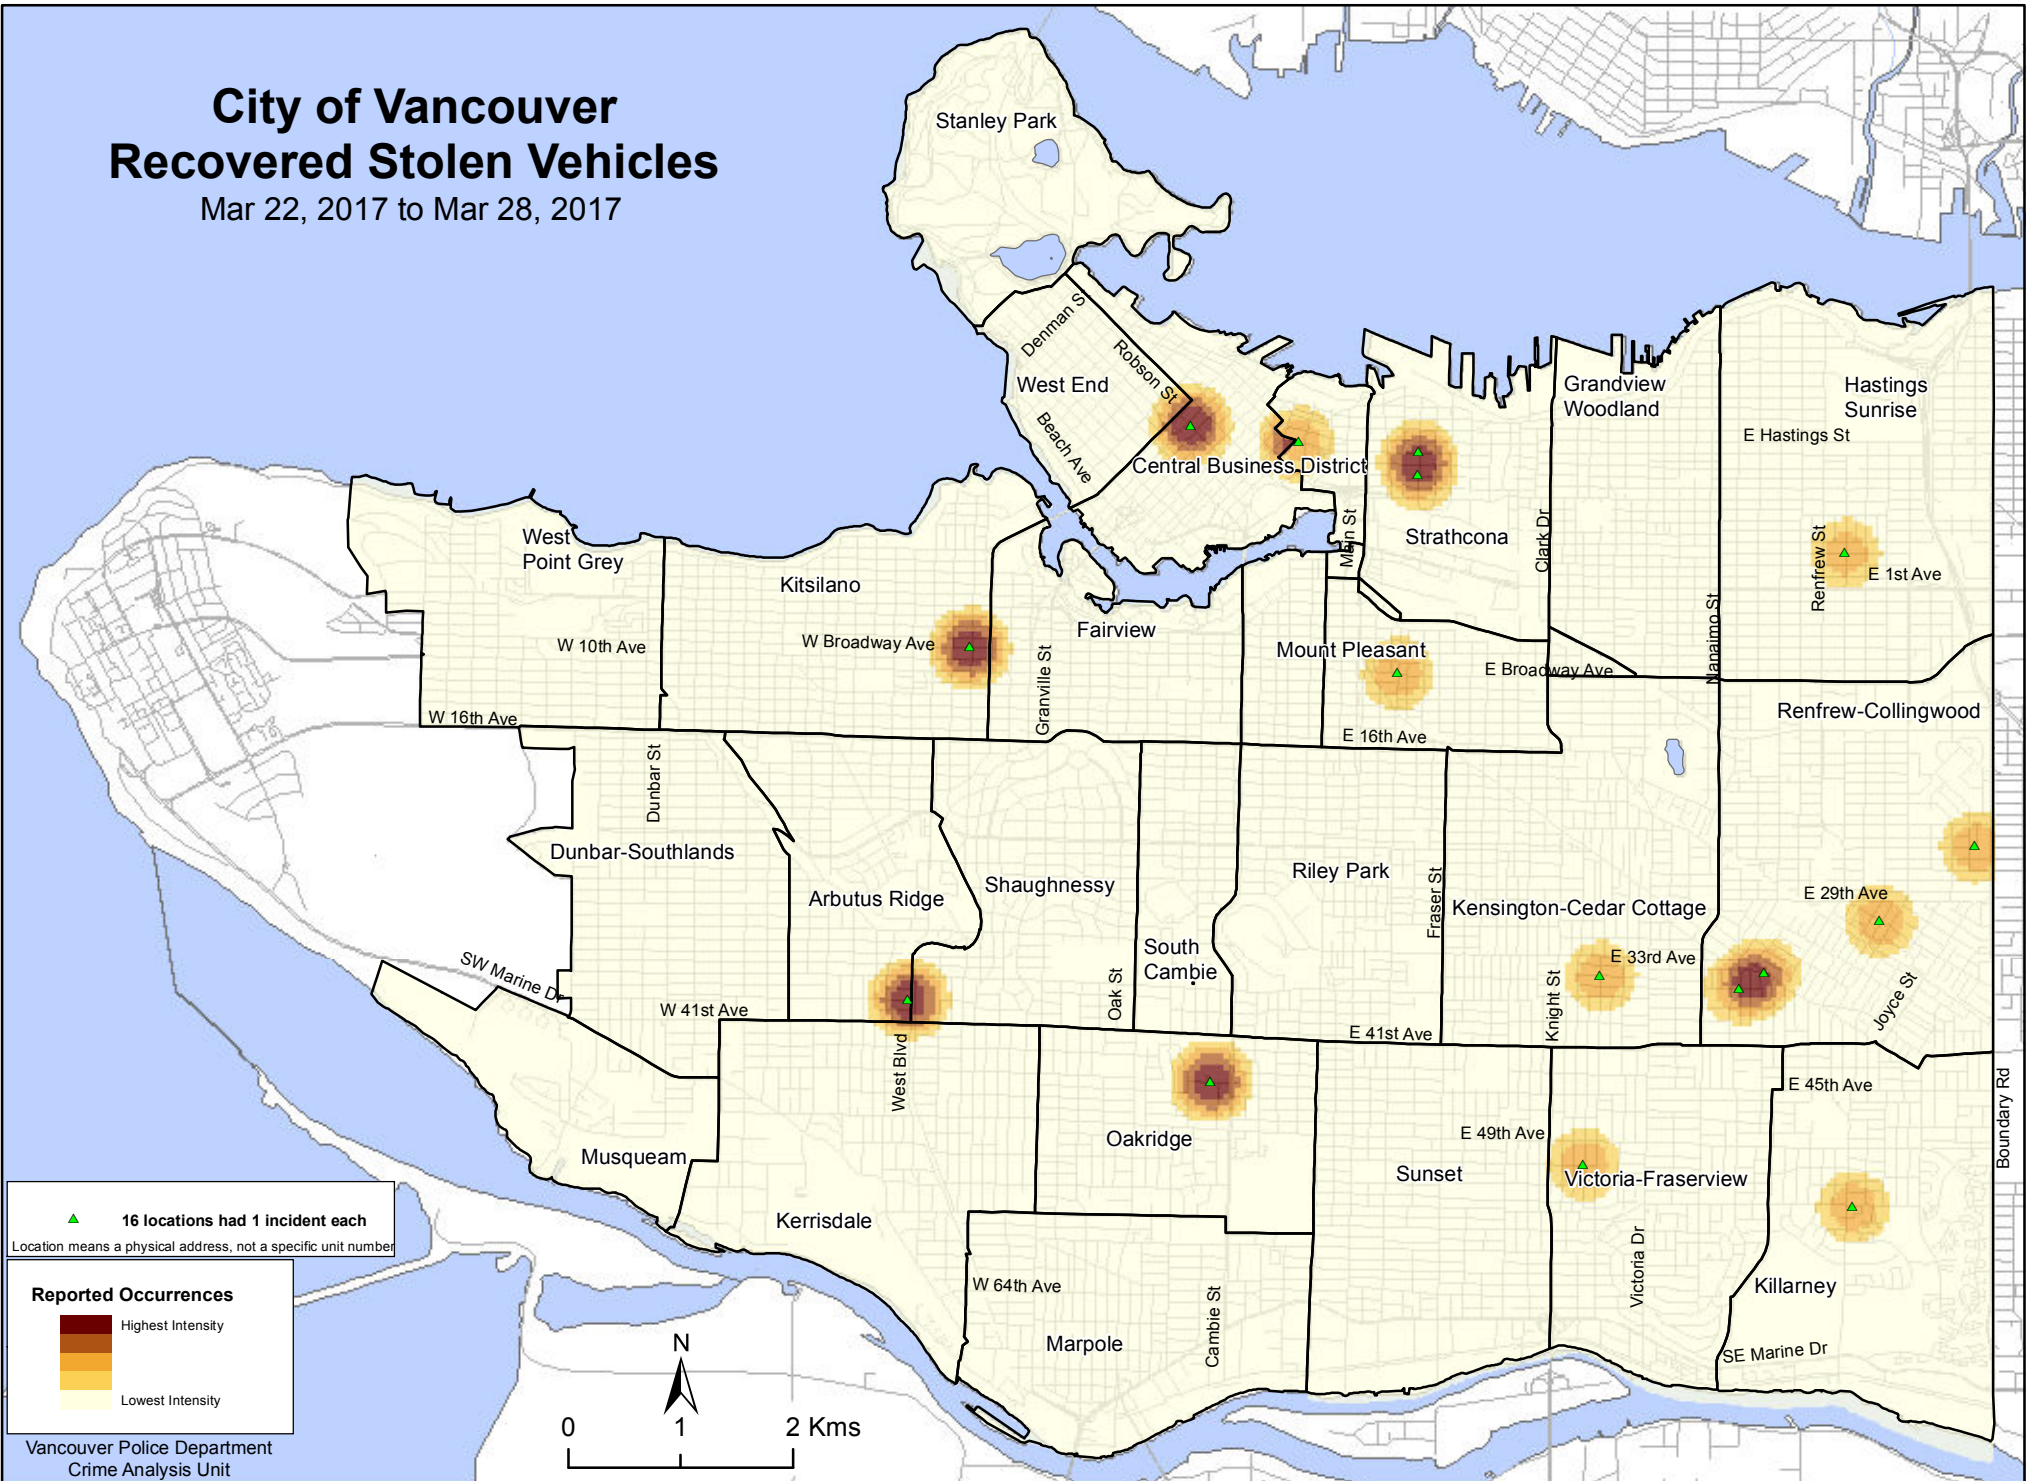 City of Vancouver
Recovered Stolen Vehicles
Mar 22, 2017 to Mar 28, 2017
Stanley Park
Denman S
Robson St
West End
Beach Ave
Central Business District
Grandview
Woodland
Hastings
Sunrise
E Hastings St
Main St
Strathcona
Clark Dr
Renfrew St
E 1st Ave
Nanaimo St
West
Point Grey
Kitsilano
W 10th Ave
W Broadway Ave
Fairview
Granville St
Mount Pleasant
E Broadway Ave
W 16th Ave
E 16th Ave
Renfrew-Collingwood
Dunbar St
Dunbar-Southlands
Arbutus Ridge
Shaughnessy
Riley Park
Fraser St
Kensington-Cedar Cottage
E 29th Ave
South
Cambie
E 33rd Ave
SW Marine Dr
W 41st Ave
Oak St
E 41st Ave
Knight St
Joyce St
West Blvd
E 45th Ave
Boundary Rd
Oakridge
E 49th Ave
Musqueam
Sunset
Victoria-Fraserview
Kerrisdale
Victoria Dr
W 64th Ave
Killarney
Marpole
Cambie St
SE Marine Dr
16 locations had 1 incident each
Location means a physical address, not a specific unit number
Reported Occurrences
Highest Intensity
Lowest Intensity
N
0 1 2 Kms
Vancouver Police Department
Crime Analysis Unit